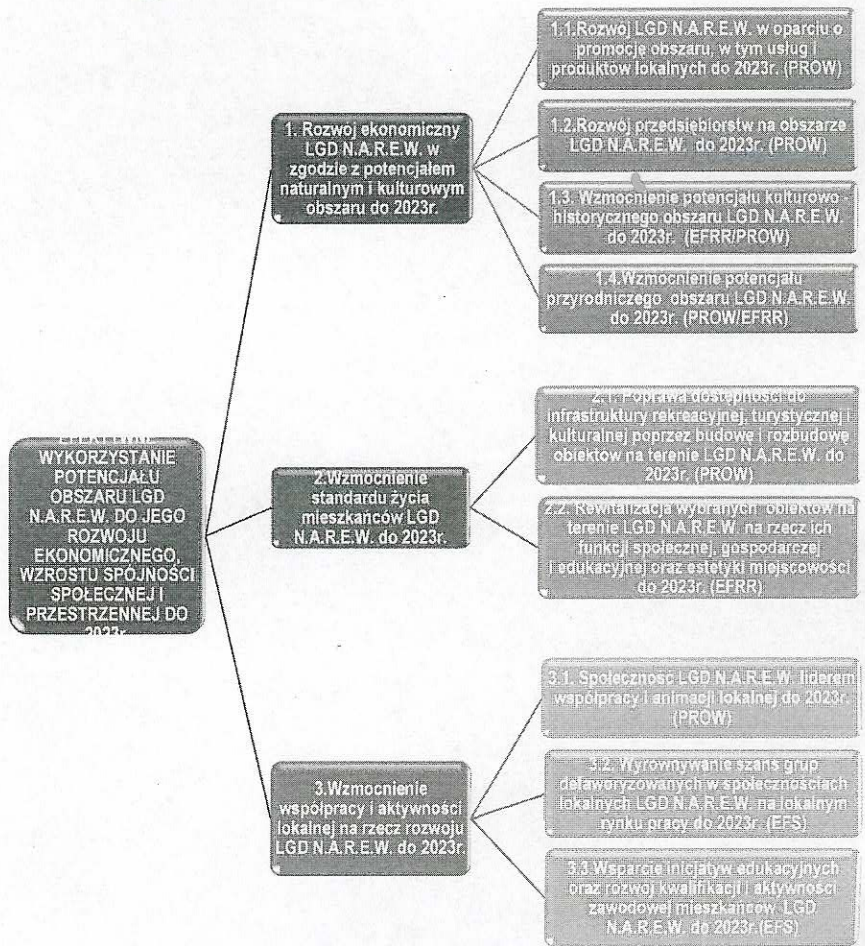 EFEKTYWNE
WYKORZYSTANIE
POTENCJAŁU
OBSZARU LGD
N.A.R.E.W. DO JEGO
ROZWOJU
EKONOMICZNEGO,
WZROSTU SPÓJNOŚCI
SPOŁECZNEJ I
PRZESTRZENNEJ DO
2023r.
1. Rozwój ekonomiczny
LGD N.A.R.E.W. w
zgodzie z potencjałem
naturalnym i kulturowym
obszaru do 2023r.
1.1.Rozwój LGD N.A.R.E.W. w oparciu o
promocję obszaru, w tym usług i
produktów lokalnych do 2023r. (PROW)
1.2.Rozwój przedsiębiorstw na obszarze
LGD N.A.R.E.W. do 2023r. (PROW)
1.3. Wzmocnienie potencjału kulturowo -
historycznego obszaru LGD N.A.R.E.W.
do 2023r. (EFRR/PROW)
1.4.Wzmocnienie potencjału
przyrodniczego obszaru LGD N.A.R.E.W.
do 2023r. (PROW/EFRR)
2.Wzmocnienie
standardu życia
mieszkańców LGD
N.A.R.E.W. do 2023r.
2.1. Poprawa dostępności do
infrastruktury rekreacyjnej, turystycznej i
kulturalnej poprzez budowę i rozbudowę
obiektów na terenie LGD N.A.R.E.W. do
2023r. (PROW)
2.2. Rewitalizacja wybranych obiektów na
terenie LGD N.A.R.E.W. na rzecz ich
funkcji społecznej, gospodarczej
i edukacyjnej oraz estetyki miejscowości
do 2023r. (EFRR)
3.Wzmocnienie
współpracy i aktywności
lokalnej na rzecz rozwoju
LGD N.A.R.E.W. do 2023r.
3.1. Społeczność LGD N.A.R.E.W. liderem
współpracy i animacji lokalnej do 2023r.
(PROW)
3.2. Wyrównywanie szans grup
defaworyzowanych w społecznościach
lokalnych LGD N.A.R.E.W. na lokalnym
rynku pracy do 2023r. (EFS)
3.3.Wsparcie inicjatyw edukacyjnych
oraz rozwój kwalifikacji i aktywności
zawodowej mieszkańców LGD
N.A.R.E.W. do 2023r.(EFS)